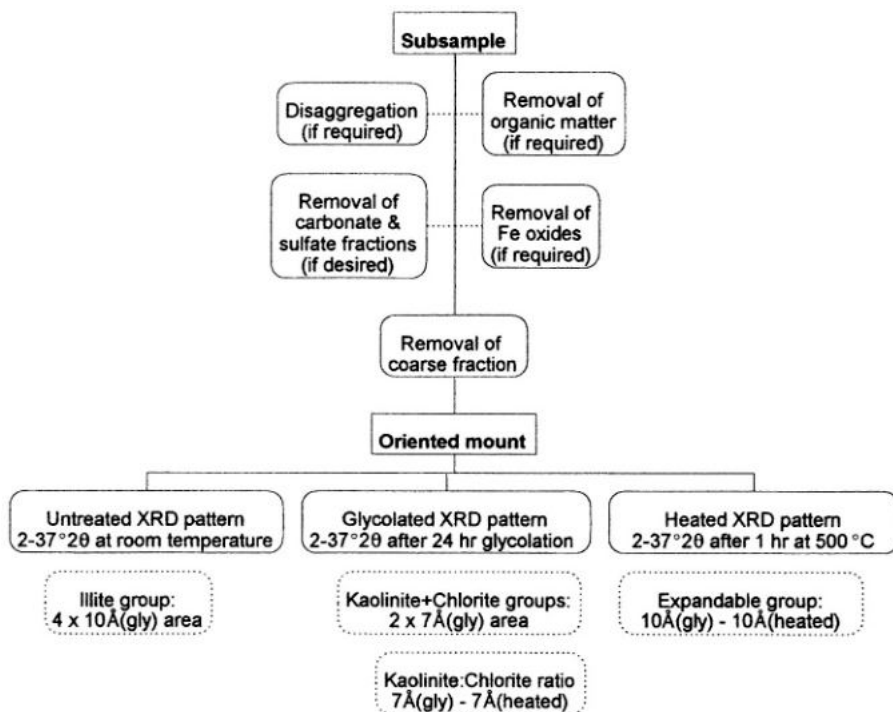 Subsample
Disaggregation
(if required)
Removal of
organic matter
(if required)
Removal of
carbonate &
sulfate fractions
(if desired)
Removal of
Fe oxides
(if required)
Removal of
coarse fraction
Oriented mount
Untreated XRD pattern
2-37°2θ at room temperature
Glycolated XRD pattern
2-37°2θ after 24 hr glycolation
Heated XRD pattern
2-37°2θ after 1 hr at 500 °C
Illite group:
4 x 10Å(gly) area
Kaolinite+Chlorite groups:
2 x 7Å(gly) area
Expandable group:
10Å(gly) - 10Å(heated)
Kaolinite:Chlorite ratio
7Å(gly) - 7Å(heated)